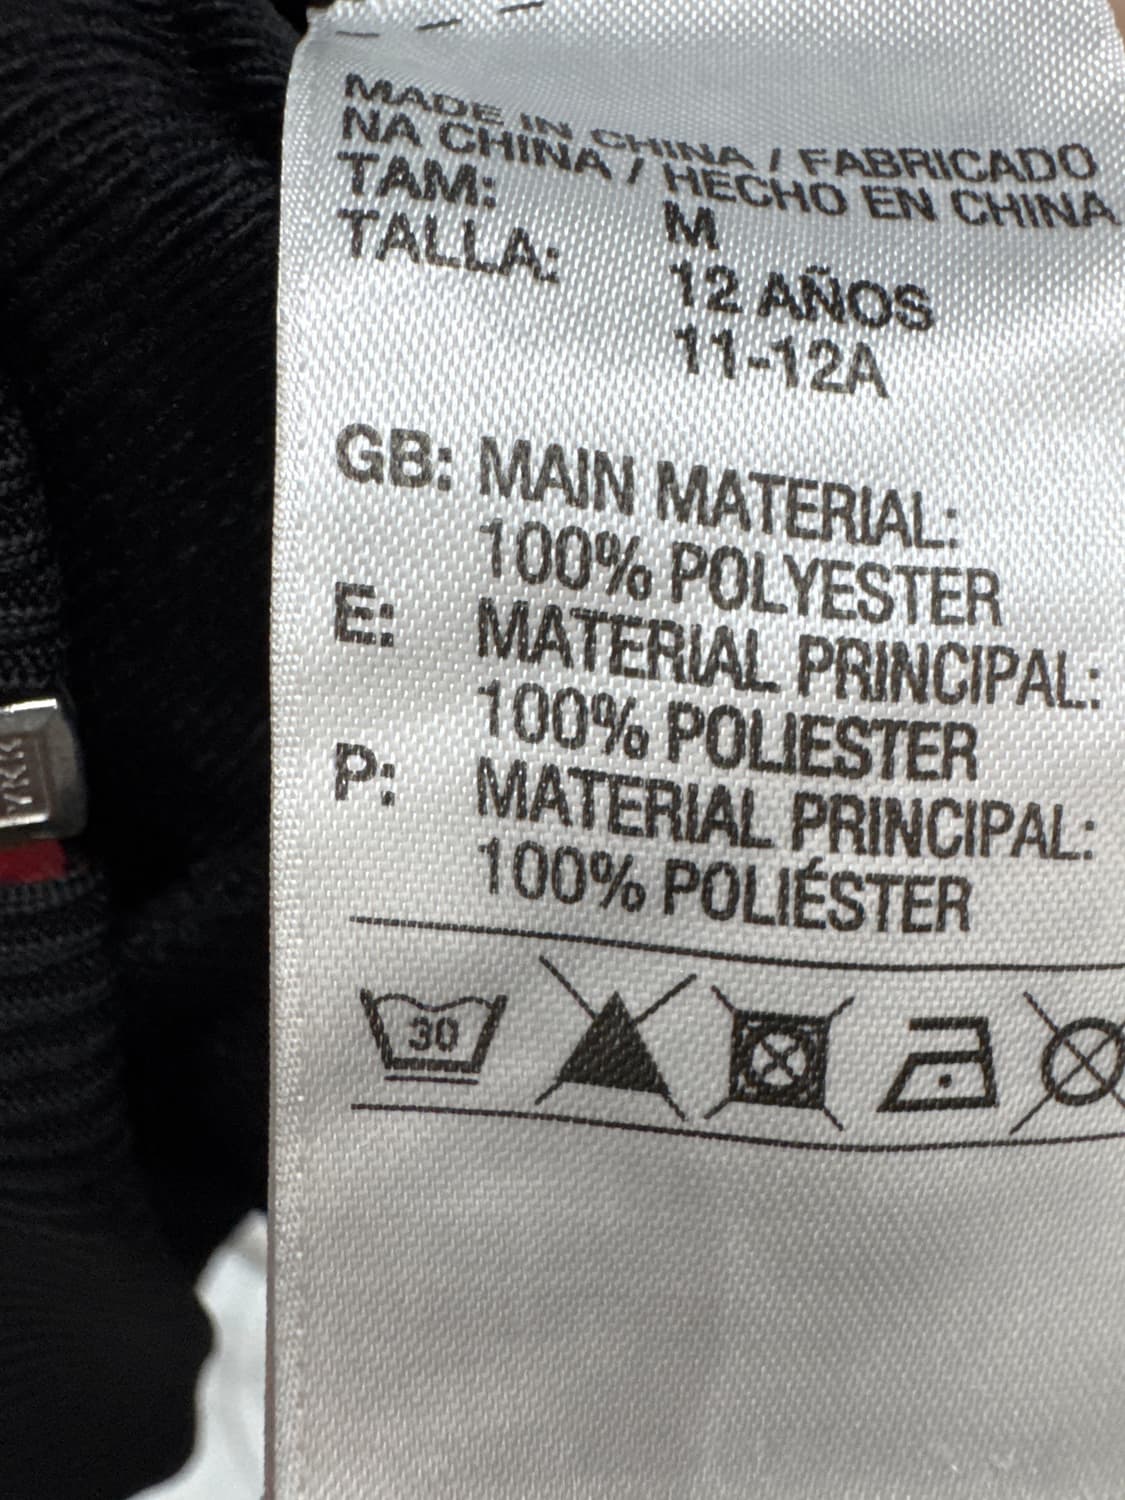 MADE IN CHINA / FABRICADO
NA CHINA / HECHO EN CHINA
TAM: M
TALLA: 12 AÑOS
11-12A
GB: MAIN MATERIAL:
100% POLYESTER
E: MATERIAL PRINCIPAL:
100% POLIESTER
P: MATERIAL PRINCIPAL:
100% POLIÉSTER
30
YKK